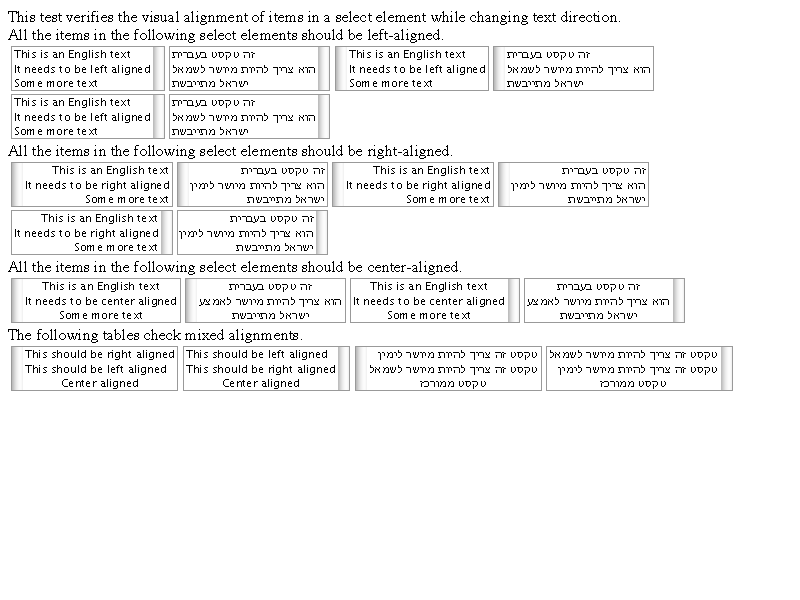 This test verifies the visual alignment of items in a select element while changing text direction.
All the items in the following select elements should be left-aligned.
This is an English text
It needs to be left aligned
Some more text
זה טקסט בעברית
הוא צריך להיות מיושר לשמאל
ישראל מתייבשת
This is an English text
It needs to be left aligned
Some more text
זה טקסט בעברית
הוא צריך להיות מיושר לשמאל
ישראל מתייבשת
This is an English text
It needs to be left aligned
Some more text
זה טקסט בעברית
הוא צריך להיות מיושר לשמאל
ישראל מתייבשת
All the items in the following select elements should be right-aligned.
This is an English text
It needs to be right aligned
Some more text
זה טקסט בעברית
הוא צריך להיות מיושר לימין
ישראל מתייבשת
This is an English text
It needs to be right aligned
Some more text
זה טקסט בעברית
הוא צריך להיות מיושר לימין
ישראל מתייבשת
This is an English text
It needs to be right aligned
Some more text
זה טקסט בעברית
הוא צריך להיות מיושר לימין
ישראל מתייבשת
All the items in the following select elements should be center-aligned.
This is an English text
It needs to be center aligned
Some more text
זה טקסט בעברית
הוא צריך להיות מיושר לאמצע
ישראל מתייבשת
This is an English text
It needs to be center aligned
Some more text
זה טקסט בעברית
הוא צריך להיות מיושר לאמצע
ישראל מתייבשת
The following tables check mixed alignments.
This should be right aligned
This should be left aligned
Center aligned
This should be left aligned
This should be right aligned
Center aligned
טקסט זה צריך להיות מיושר לימין
טקסט זה צריך להיות מיושר לשמאל
טקסט ממורכז
טקסט זה צריך להיות מיושר לשמאל
טקסט זה צריך להיות מיושר לימין
טקסט ממורכז